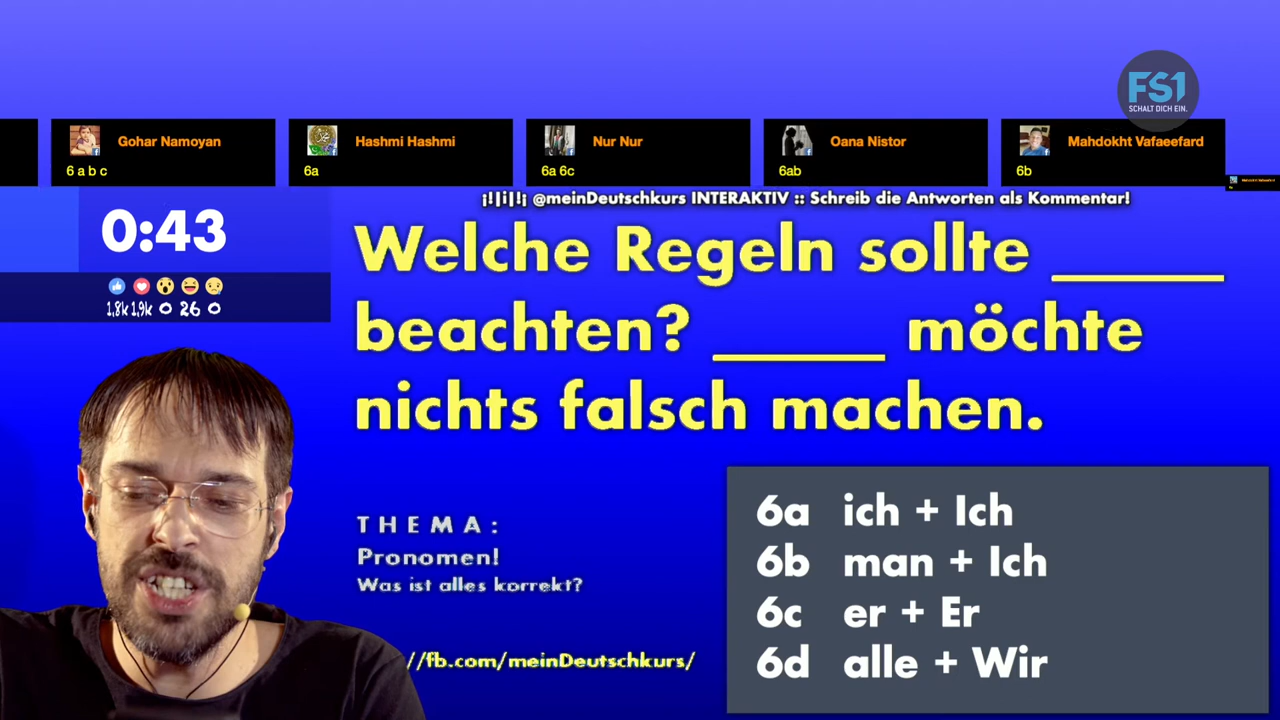 FS1
SCHALT DICH EIN.
Gohar Namoyan
6 a b c
Hashmi Hashmi
6a
Nur Nur
6a 6c
Oana Nistor
6ab
Mahdokht Vafaeefard
6b
¡!|i|!¡ @meinDeutschkurs INTERAKTIV :: Schreib die Antworten als Kommentar!
0:43
1,8k 1,9k 0 26 0
Welche Regeln sollte ______
beachten? ______ möchte
nichts falsch machen.
THEMA:
Pronomen!
Was ist alles korrekt?
//fb.com/meinDeutschkurs/
6a ich + Ich
6b man + Ich
6c er + Er
6d alle + Wir